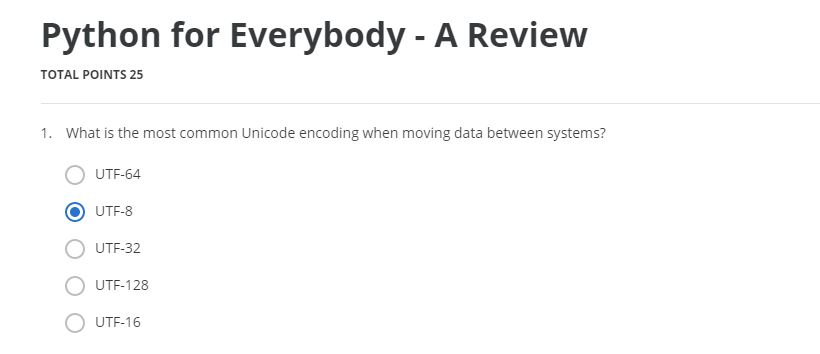 Python for Everybody - A Review
TOTAL POINTS 25
1. What is the most common Unicode encoding when moving data between systems?
UTF-64
UTF-8
UTF-32
UTF-128
UTF-16